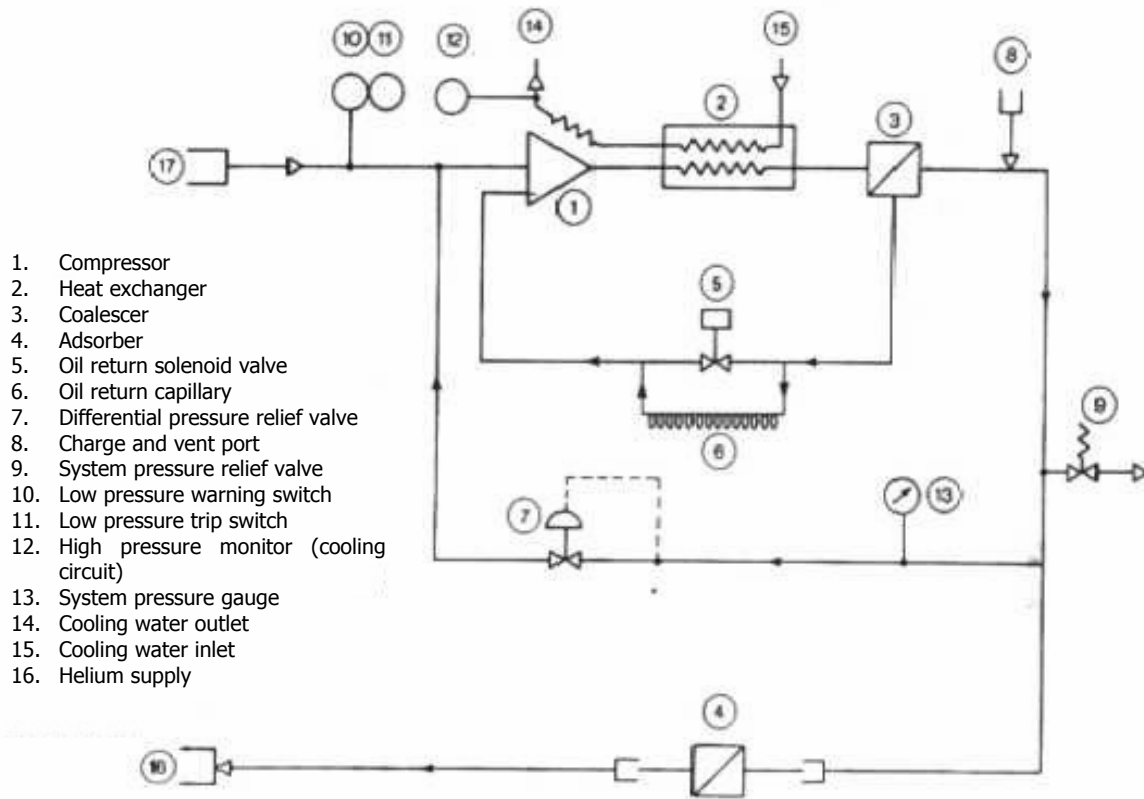 10 11
12
14
15
2
8
3
17
1
1. Compressor
2. Heat exchanger
3. Coalescer
4. Adsorber
5. Oil return solenoid valve
6. Oil return capillary
7. Differential pressure relief valve
8. Charge and vent port
9. System pressure relief valve
10. Low pressure warning switch
11. Low pressure trip switch
12. High pressure monitor (cooling
circuit)
13. System pressure gauge
14. Cooling water outlet
15. Cooling water inlet
16. Helium supply
5
6
9
7
13
4
16